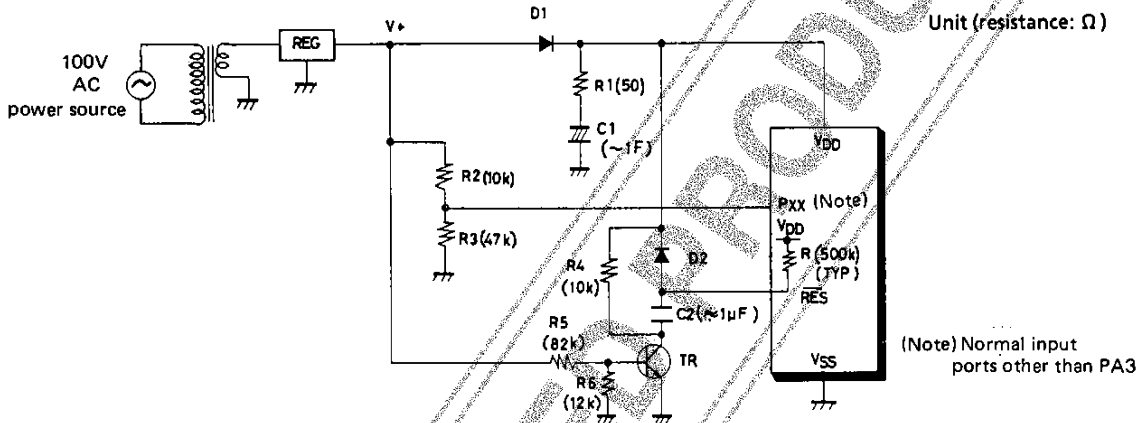 D1
V+
Unit (resistance: Ω )
REG
100V
AC
power source
R1(50)
C1
(~1F)
VDD
R2(10k)
PXX (Note)
VDD
R3(47k)
R4
(10k)
D2
R(500k)
(TYP)
RES
C2(~1μF)
R5
(82k)
TR
R6
(12k)
VSS
(Note) Normal input
ports other than PA3